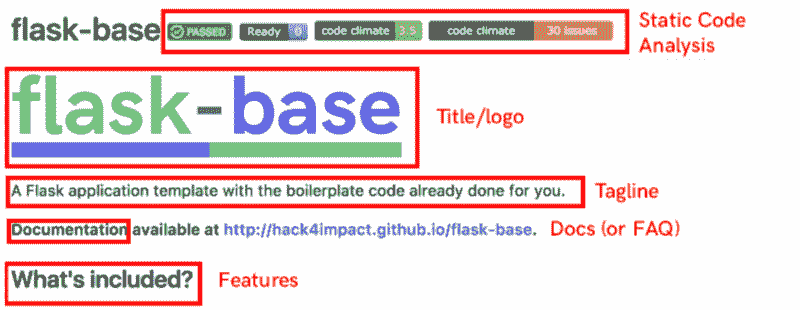 flask-base PASSED Ready 0 code climate 3.5 code climate 30 issues Static Code
Analysis
flask-base Title/logo
A Flask application template with the boilerplate code already done for you. Tagline
Documentation available at http://hack4impact.github.io/flask-base. Docs (or FAQ)
What's included? Features